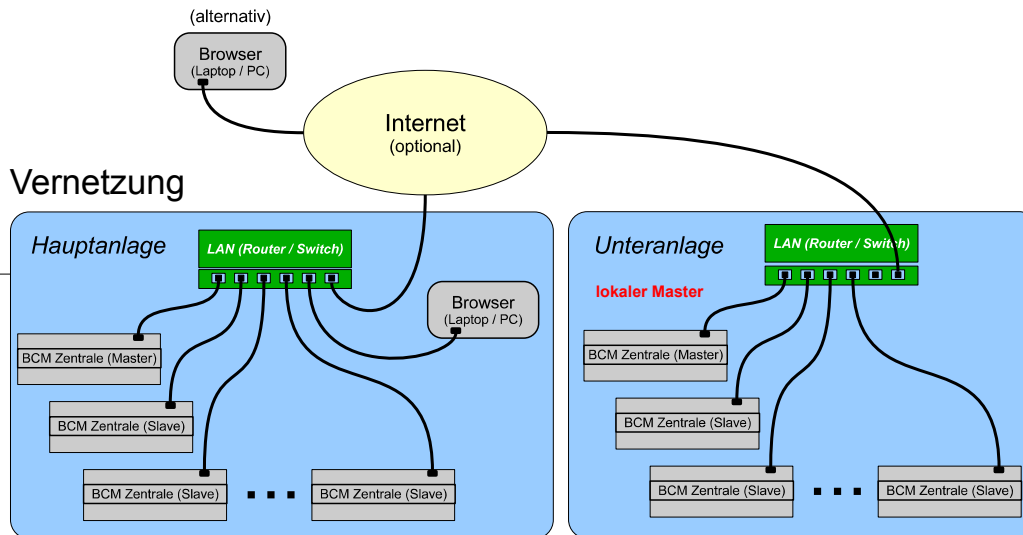 (alternativ)
Browser
(Laptop / PC)
Internet
(optional)
Vernetzung
Hauptanlage
LAN (Router / Switch)
Browser
(Laptop / PC)
BCM Zentrale (Master)
BCM Zentrale (Slave)
BCM Zentrale (Slave)
BCM Zentrale (Slave)
Unteranlage
LAN (Router / Switch)
lokaler Master
BCM Zentrale (Master)
BCM Zentrale (Slave)
BCM Zentrale (Slave)
BCM Zentrale (Slave)